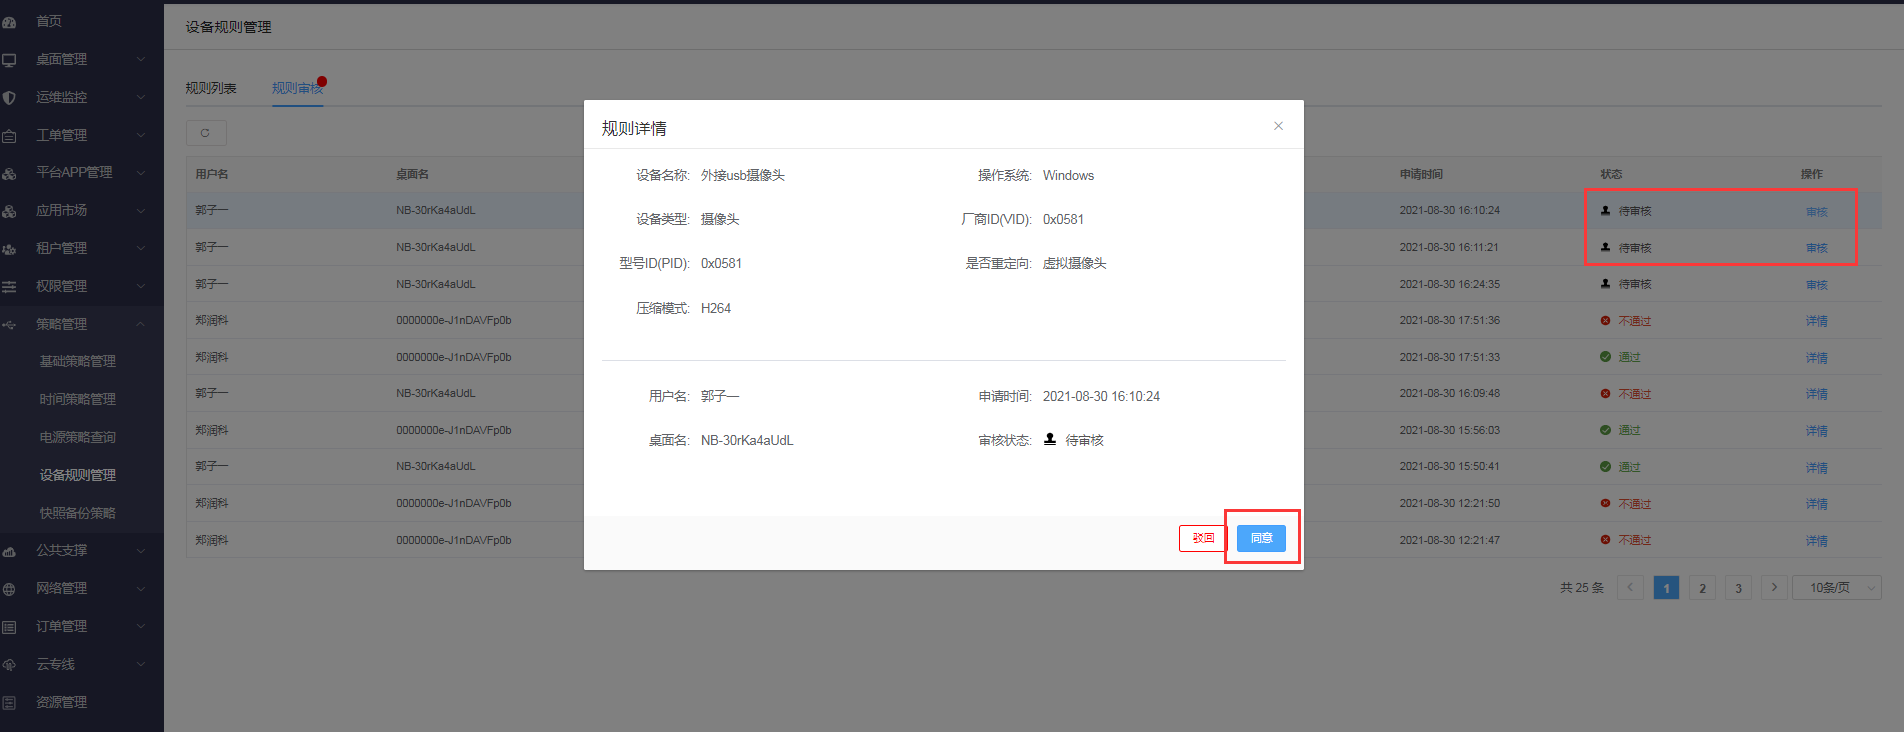 首页
桌面管理
运维监控
工单管理
平台APP管理
应用市场
租户管理
权限管理
策略管理
基础策略管理
时间策略管理
电源策略查询
设备规则管理
快照备份策略
公共支撑
网络管理
订单管理
云专线
资源管理
设备规则管理
规则列表 规则审核
用户名 桌面名 申请时间 状态 操作
郭子一 NB-30rKa4aUdL 2021-08-30 16:10:24 待审核 审核
郭子一 NB-30rKa4aUdL 2021-08-30 16:11:21 待审核 审核
郭子一 NB-30rKa4aUdL 2021-08-30 16:24:35 待审核 审核
郑润科 0000000e-J1nDAVFp0b 2021-08-30 17:51:36 不通过 详情
郑润科 0000000e-J1nDAVFp0b 2021-08-30 17:51:33 通过 详情
郭子一 NB-30rKa4aUdL 2021-08-30 16:09:48 不通过 详情
郑润科 0000000e-J1nDAVFp0b 2021-08-30 15:56:03 通过 详情
郭子一 NB-30rKa4aUdL 2021-08-30 15:50:41 通过 详情
郑润科 0000000e-J1nDAVFp0b 2021-08-30 12:21:50 不通过 详情
郑润科 0000000e-J1nDAVFp0b 2021-08-30 12:21:47 不通过 详情
共 25 条 1 2 3 10条/页
规则详情
设备名称: 外接usb摄像头 操作系统: Windows
设备类型: 摄像头 厂商ID(VID): 0x0581
型号ID(PID): 0x0581 是否重定向: 虚拟摄像头
压缩模式: H264
用户名: 郭子一 申请时间: 2021-08-30 16:10:24
桌面名: NB-30rKa4aUdL 审核状态: 待审核
驳回 同意